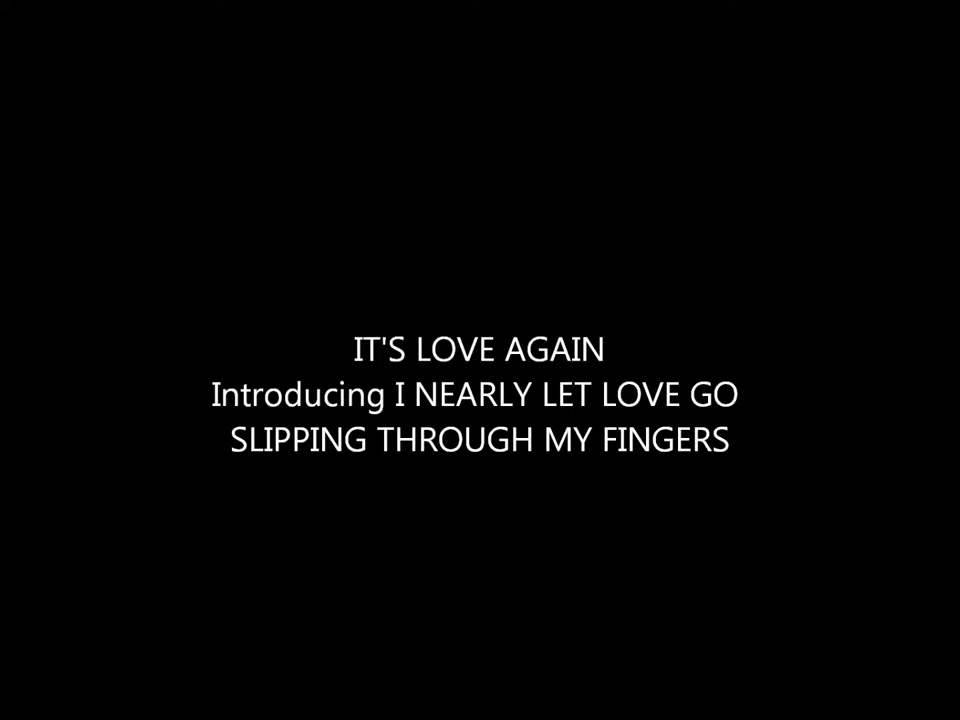 IT'S LOVE AGAIN
Introducing I NEARLY LET LOVE GO
SLIPPING THROUGH MY FINGERS